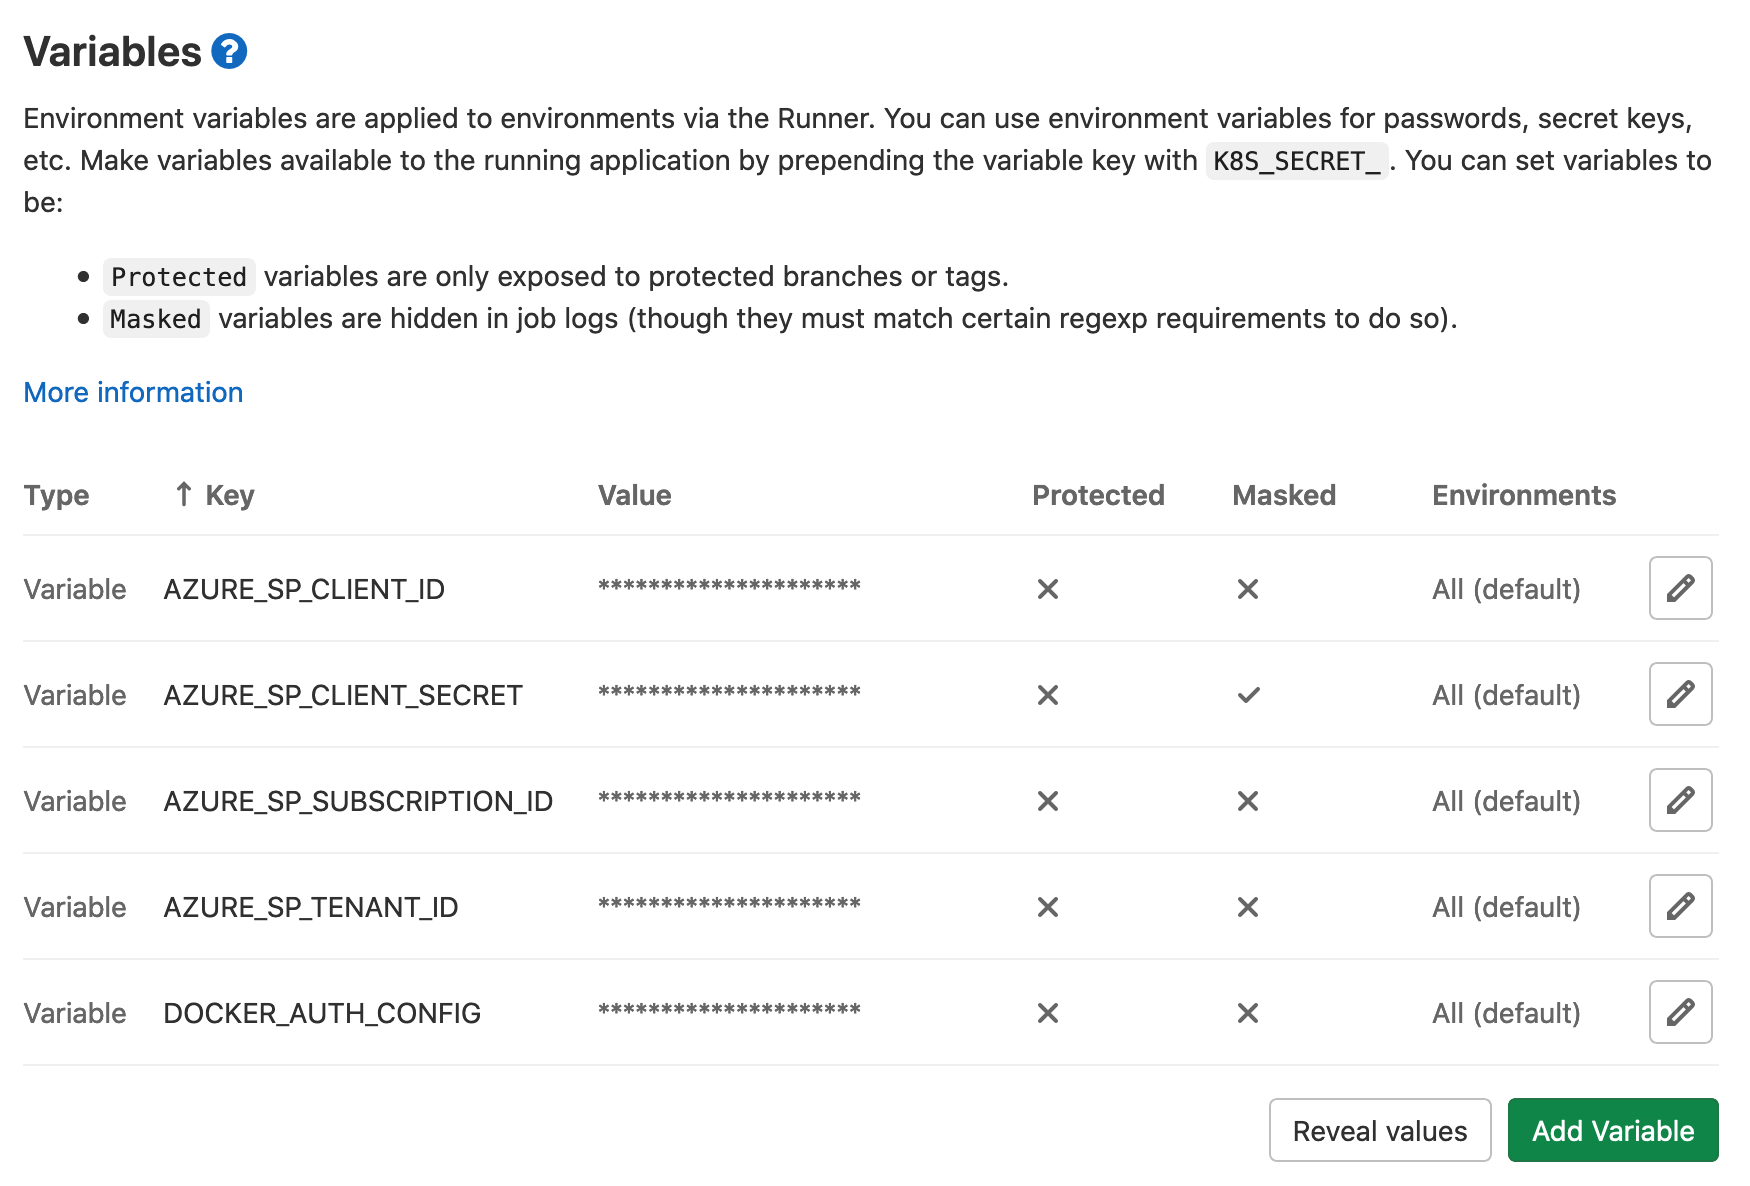 Variables ?
Environment variables are applied to environments via the Runner. You can use environment variables for passwords, secret keys,
etc. Make variables available to the running application by prepending the variable key with K8S_SECRET_. You can set variables to
be:
• Protected variables are only exposed to protected branches or tags.
• Masked variables are hidden in job logs (though they must match certain regexp requirements to do so).
More information
Type ↑ Key Value Protected Masked Environments
Variable AZURE_SP_CLIENT_ID ********************* ✕ ✕ All (default)
Variable AZURE_SP_CLIENT_SECRET ********************* ✕ ✓ All (default)
Variable AZURE_SP_SUBSCRIPTION_ID ********************* ✕ ✕ All (default)
Variable AZURE_SP_TENANT_ID ********************* ✕ ✕ All (default)
Variable DOCKER_AUTH_CONFIG ********************* ✕ ✕ All (default)
Reveal values Add Variable